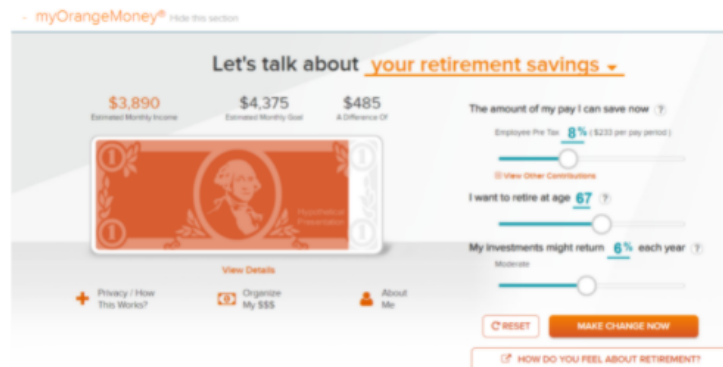 - myOrangeMoney® Hide this section
Let's talk about your retirement savings
$3,890 $4,375 $485
Estimated Monthly Income Estimated Monthly Goal A Difference Of
The amount of my pay I can save now ?
Employee Pre Tax 8% ( $233 per pay period )
View Other Contributions
I want to retire at age 67 ?
My investments might return 6% each year ?
Moderate
1 1
Hypothetical
Presentation
1 1
View Details
Privacy / How This Works?
Organize My $$$
About Me
RESET MAKE CHANGE NOW
HOW DO YOU FEEL ABOUT RETIREMENT?